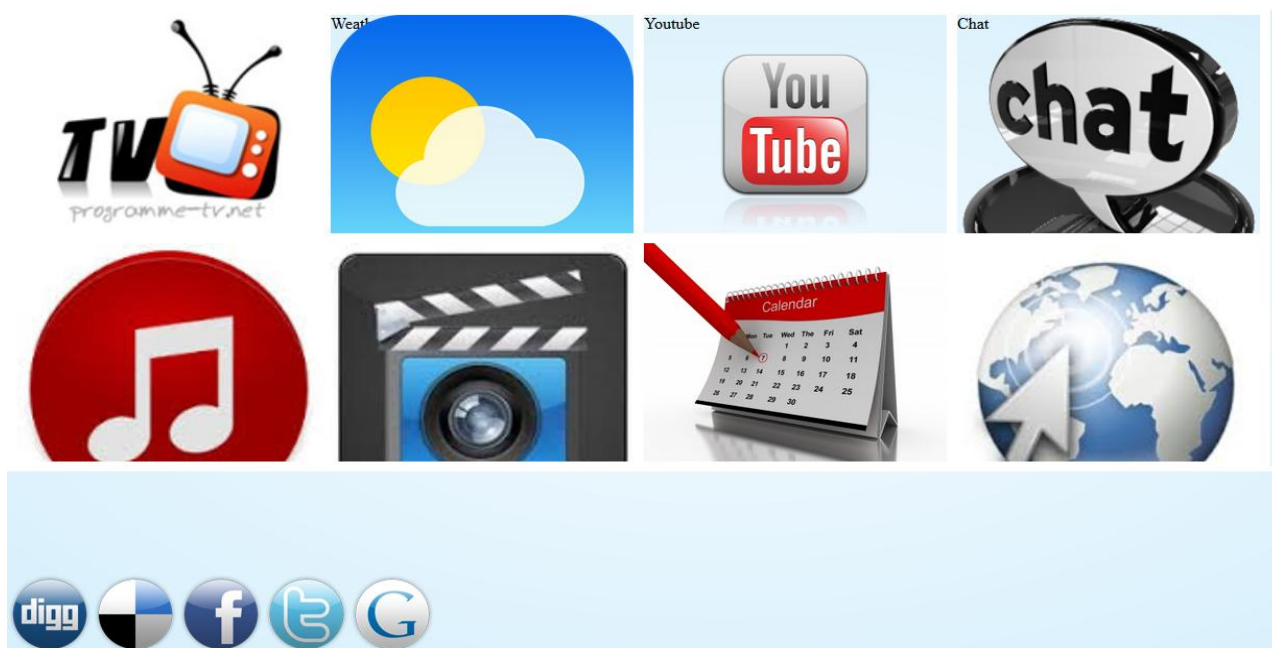 Weath
Youtube
Chat
TV
programme-tv.net
You
Tube
chat
Calendar
Mon Tue Wed The Fri Sat
1 2 3 4
5 6 7 8 9 10 11
12 13 14 15 16 17 18
19 20 21 22 23 24 25
26 27 28 29 30
digg
f
t
G